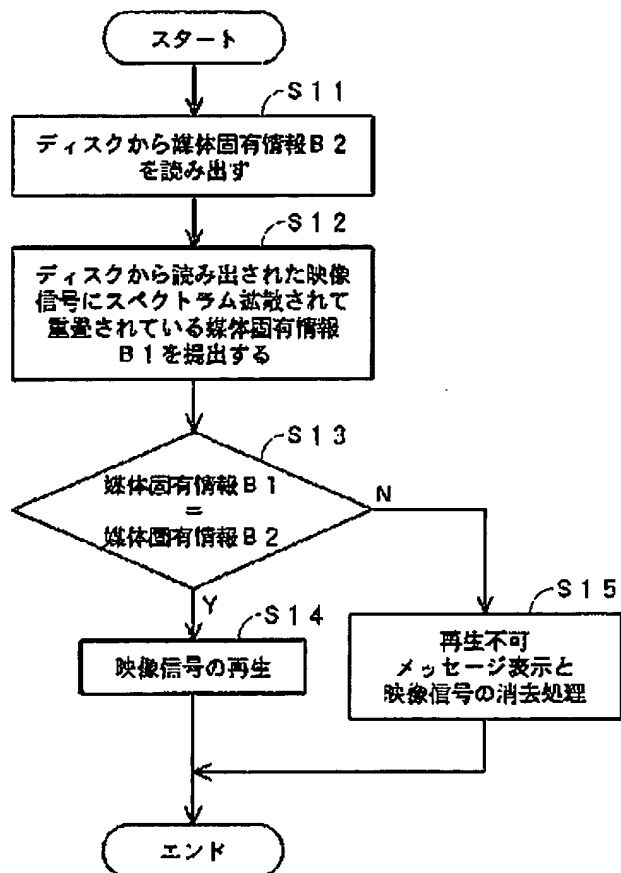 スタート
S11
ディスクから媒体固有情報B2
を読み出す
S12
ディスクから読み出された映像
信号にスペクトラム拡散されて
重畳されている媒体固有情報
B1を提出する
S13
媒体固有情報B1
=
媒体固有情報B2
N
Y
S14
映像信号の再生
S15
再生不可
メッセージ表示と
映像信号の消去処理
エンド